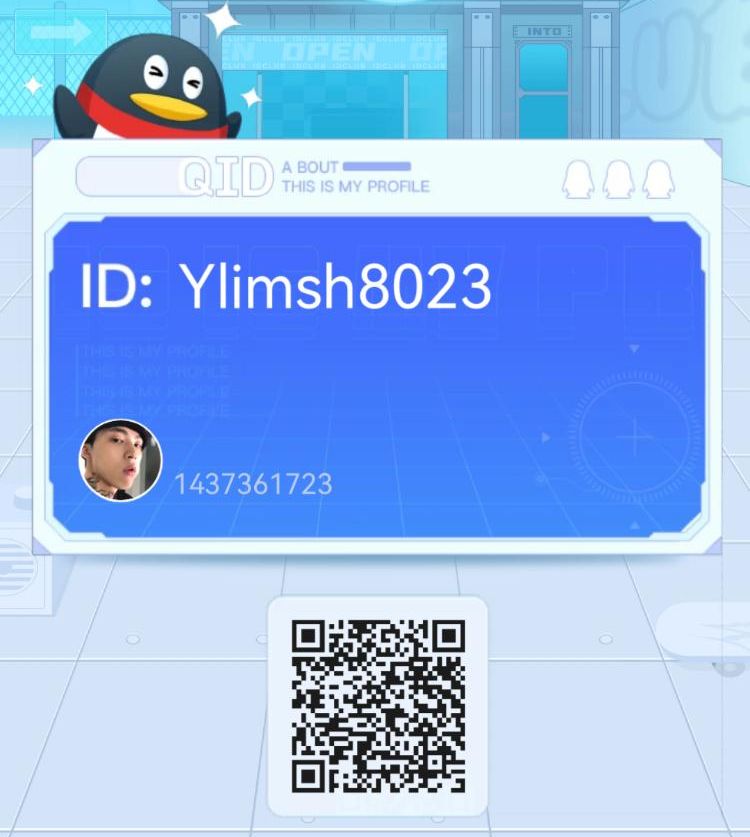 INTO
OPEN
QID
A BOUT
THIS IS MY PROFILE
ID: Ylimsh8023
THIS IS MY PROFILE
THIS IS MY PROFILE
THIS IS MY PROFILE
THIS IS MY PROFILE
1437361723